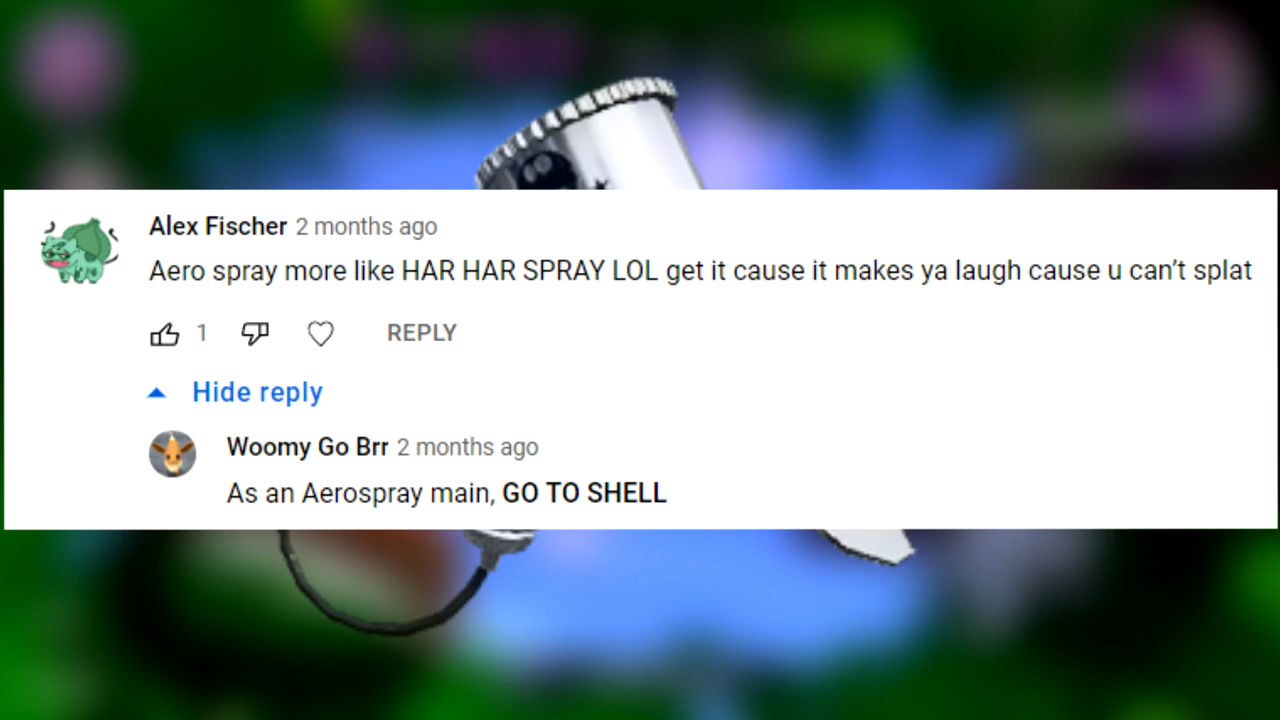 Alex Fischer 2 months ago
Aero spray more like HAR HAR SPRAY LOL get it cause it makes ya laugh cause u can't splat
1 REPLY
Hide reply
Woomy Go Brr 2 months ago
As an Aerospray main, GO TO SHELL